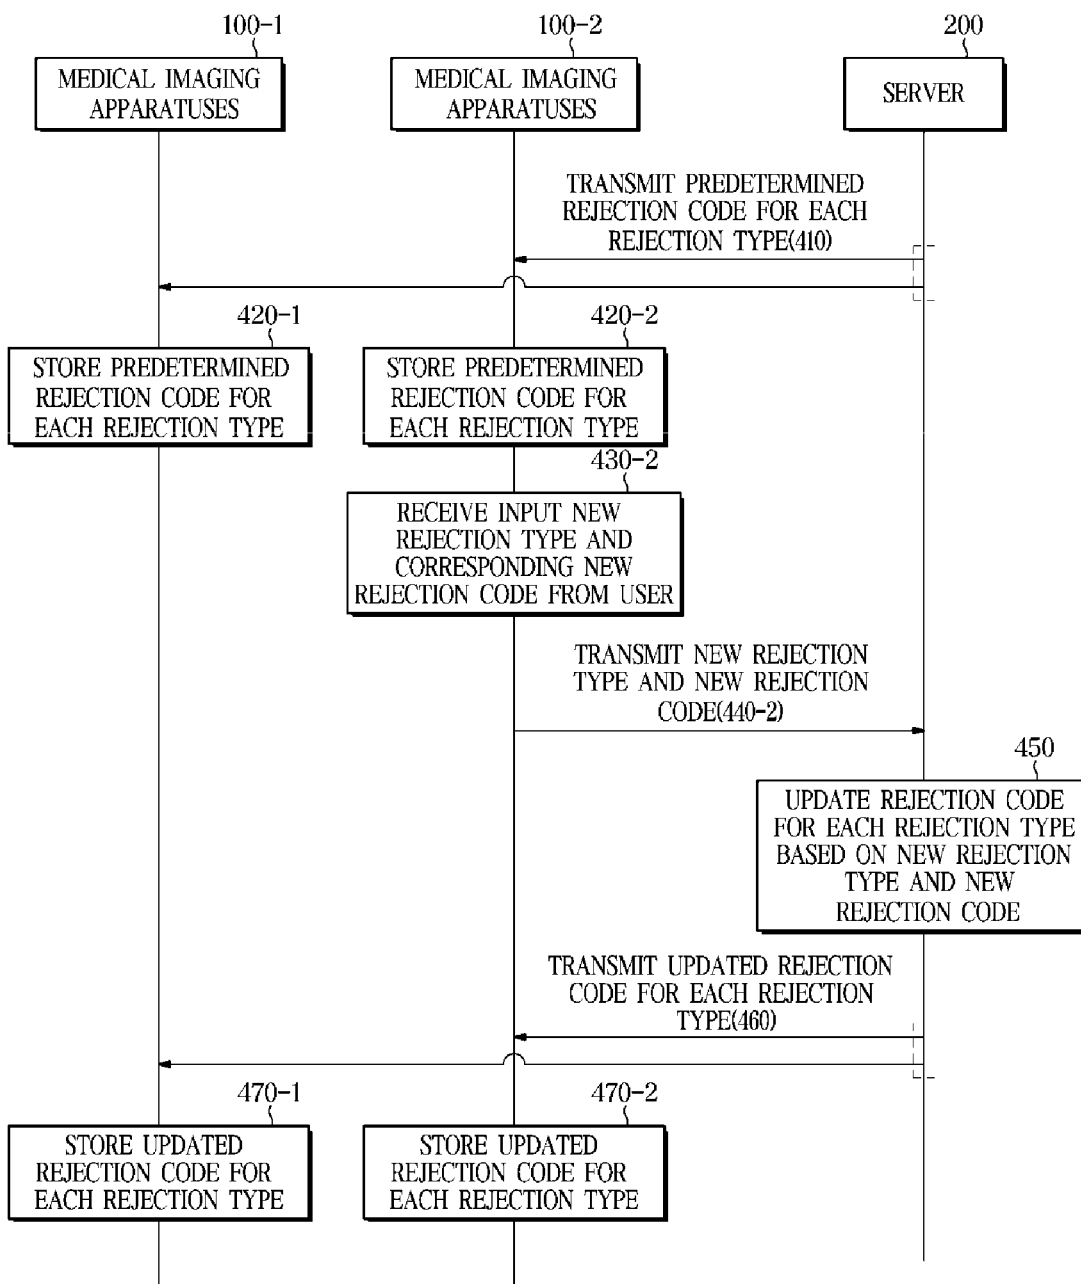 100-1
100-2
200
MEDICAL IMAGING
APPARATUSES
MEDICAL IMAGING
APPARATUSES
SERVER
TRANSMIT PREDETERMINED
REJECTION CODE FOR EACH
REJECTION TYPE(410)
420-1
420-2
STORE PREDETERMINED
REJECTION CODE FOR
EACH REJECTION TYPE
STORE PREDETERMINED
REJECTION CODE FOR
EACH REJECTION TYPE
430-2
RECEIVE INPUT NEW
REJECTION TYPE AND
CORRESPONDING NEW
REJECTION CODE FROM USER
TRANSMIT NEW REJECTION
TYPE AND NEW REJECTION
CODE(440-2)
450
UPDATE REJECTION CODE
FOR EACH REJECTION TYPE
BASED ON NEW REJECTION
TYPE AND NEW
REJECTION CODE
TRANSMIT UPDATED REJECTION
CODE FOR EACH REJECTION
TYPE(460)
470-1
470-2
STORE UPDATED
REJECTION CODE FOR
EACH REJECTION TYPE
STORE UPDATED
REJECTION CODE FOR
EACH REJECTION TYPE